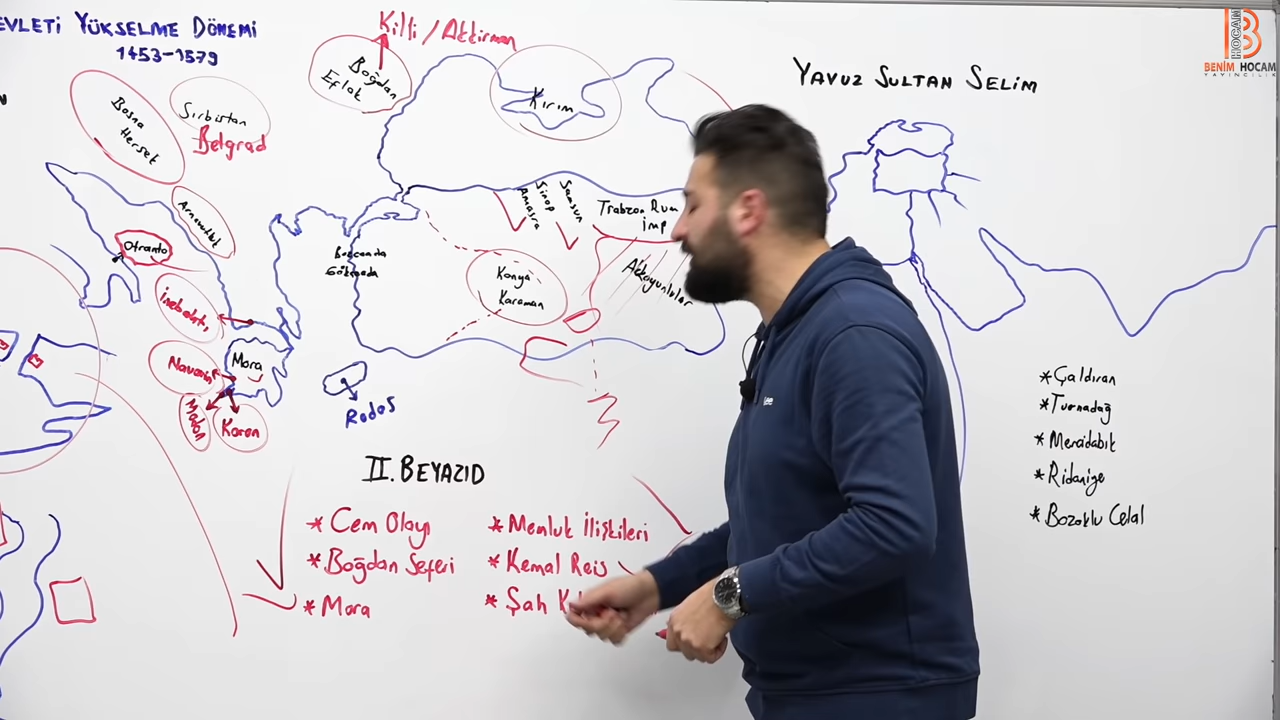 EVLETİ YÜKSELME DÖNEMİ
1453-1579
Kilfi / Akkirman
Boğdan
Eflak
Kırım
YAVUZ SULTAN SELİM
BENİM HOCAM
YAYINCILIK
Bosna
Hersek
Sırbistan
Belgrad
Arnavutluk
Otranto
İnebahtı
Navarin
Modon
Koron
Mora
Bozcaada
Gökçeada
Rodos
Amasra
Sinop
Samsun
Trabzon Rum
İmp
Konya
Karaman
Akkoyunlular
II. BEYAZID
* Cem Olayı
* Boğdan Seferi
* Mora
* Memluk İlişkileri
* Kemal Reis
* Şah
* Çaldıran
* Turnadağ
* Mercidabık
* Ridaniye
* Bozoklu Celal